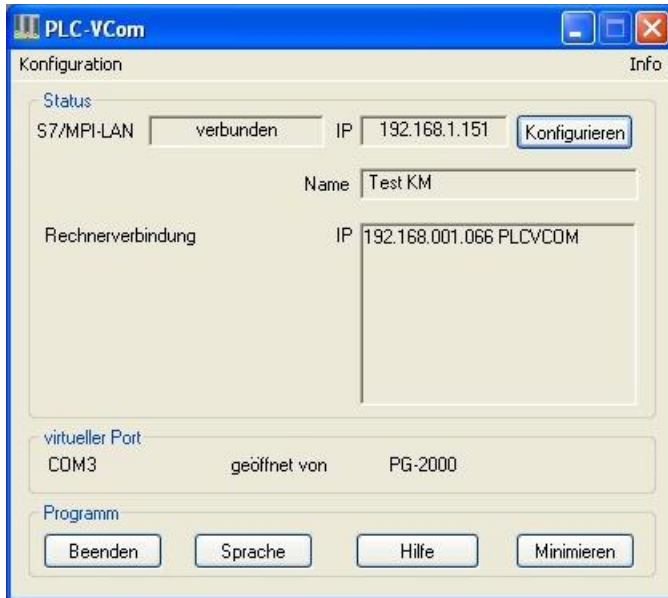 PLC-VCom
Konfiguration Info
Status
S7/MPI-LAN verbunden IP 192.168.1.151 Konfigurieren
Name Test KM
Rechnerverbindung IP 192.168.001.066 PLCVCOM
virtueller Port
COM3 geöffnet von PG-2000
Programm
Beenden Sprache Hilfe Minimieren